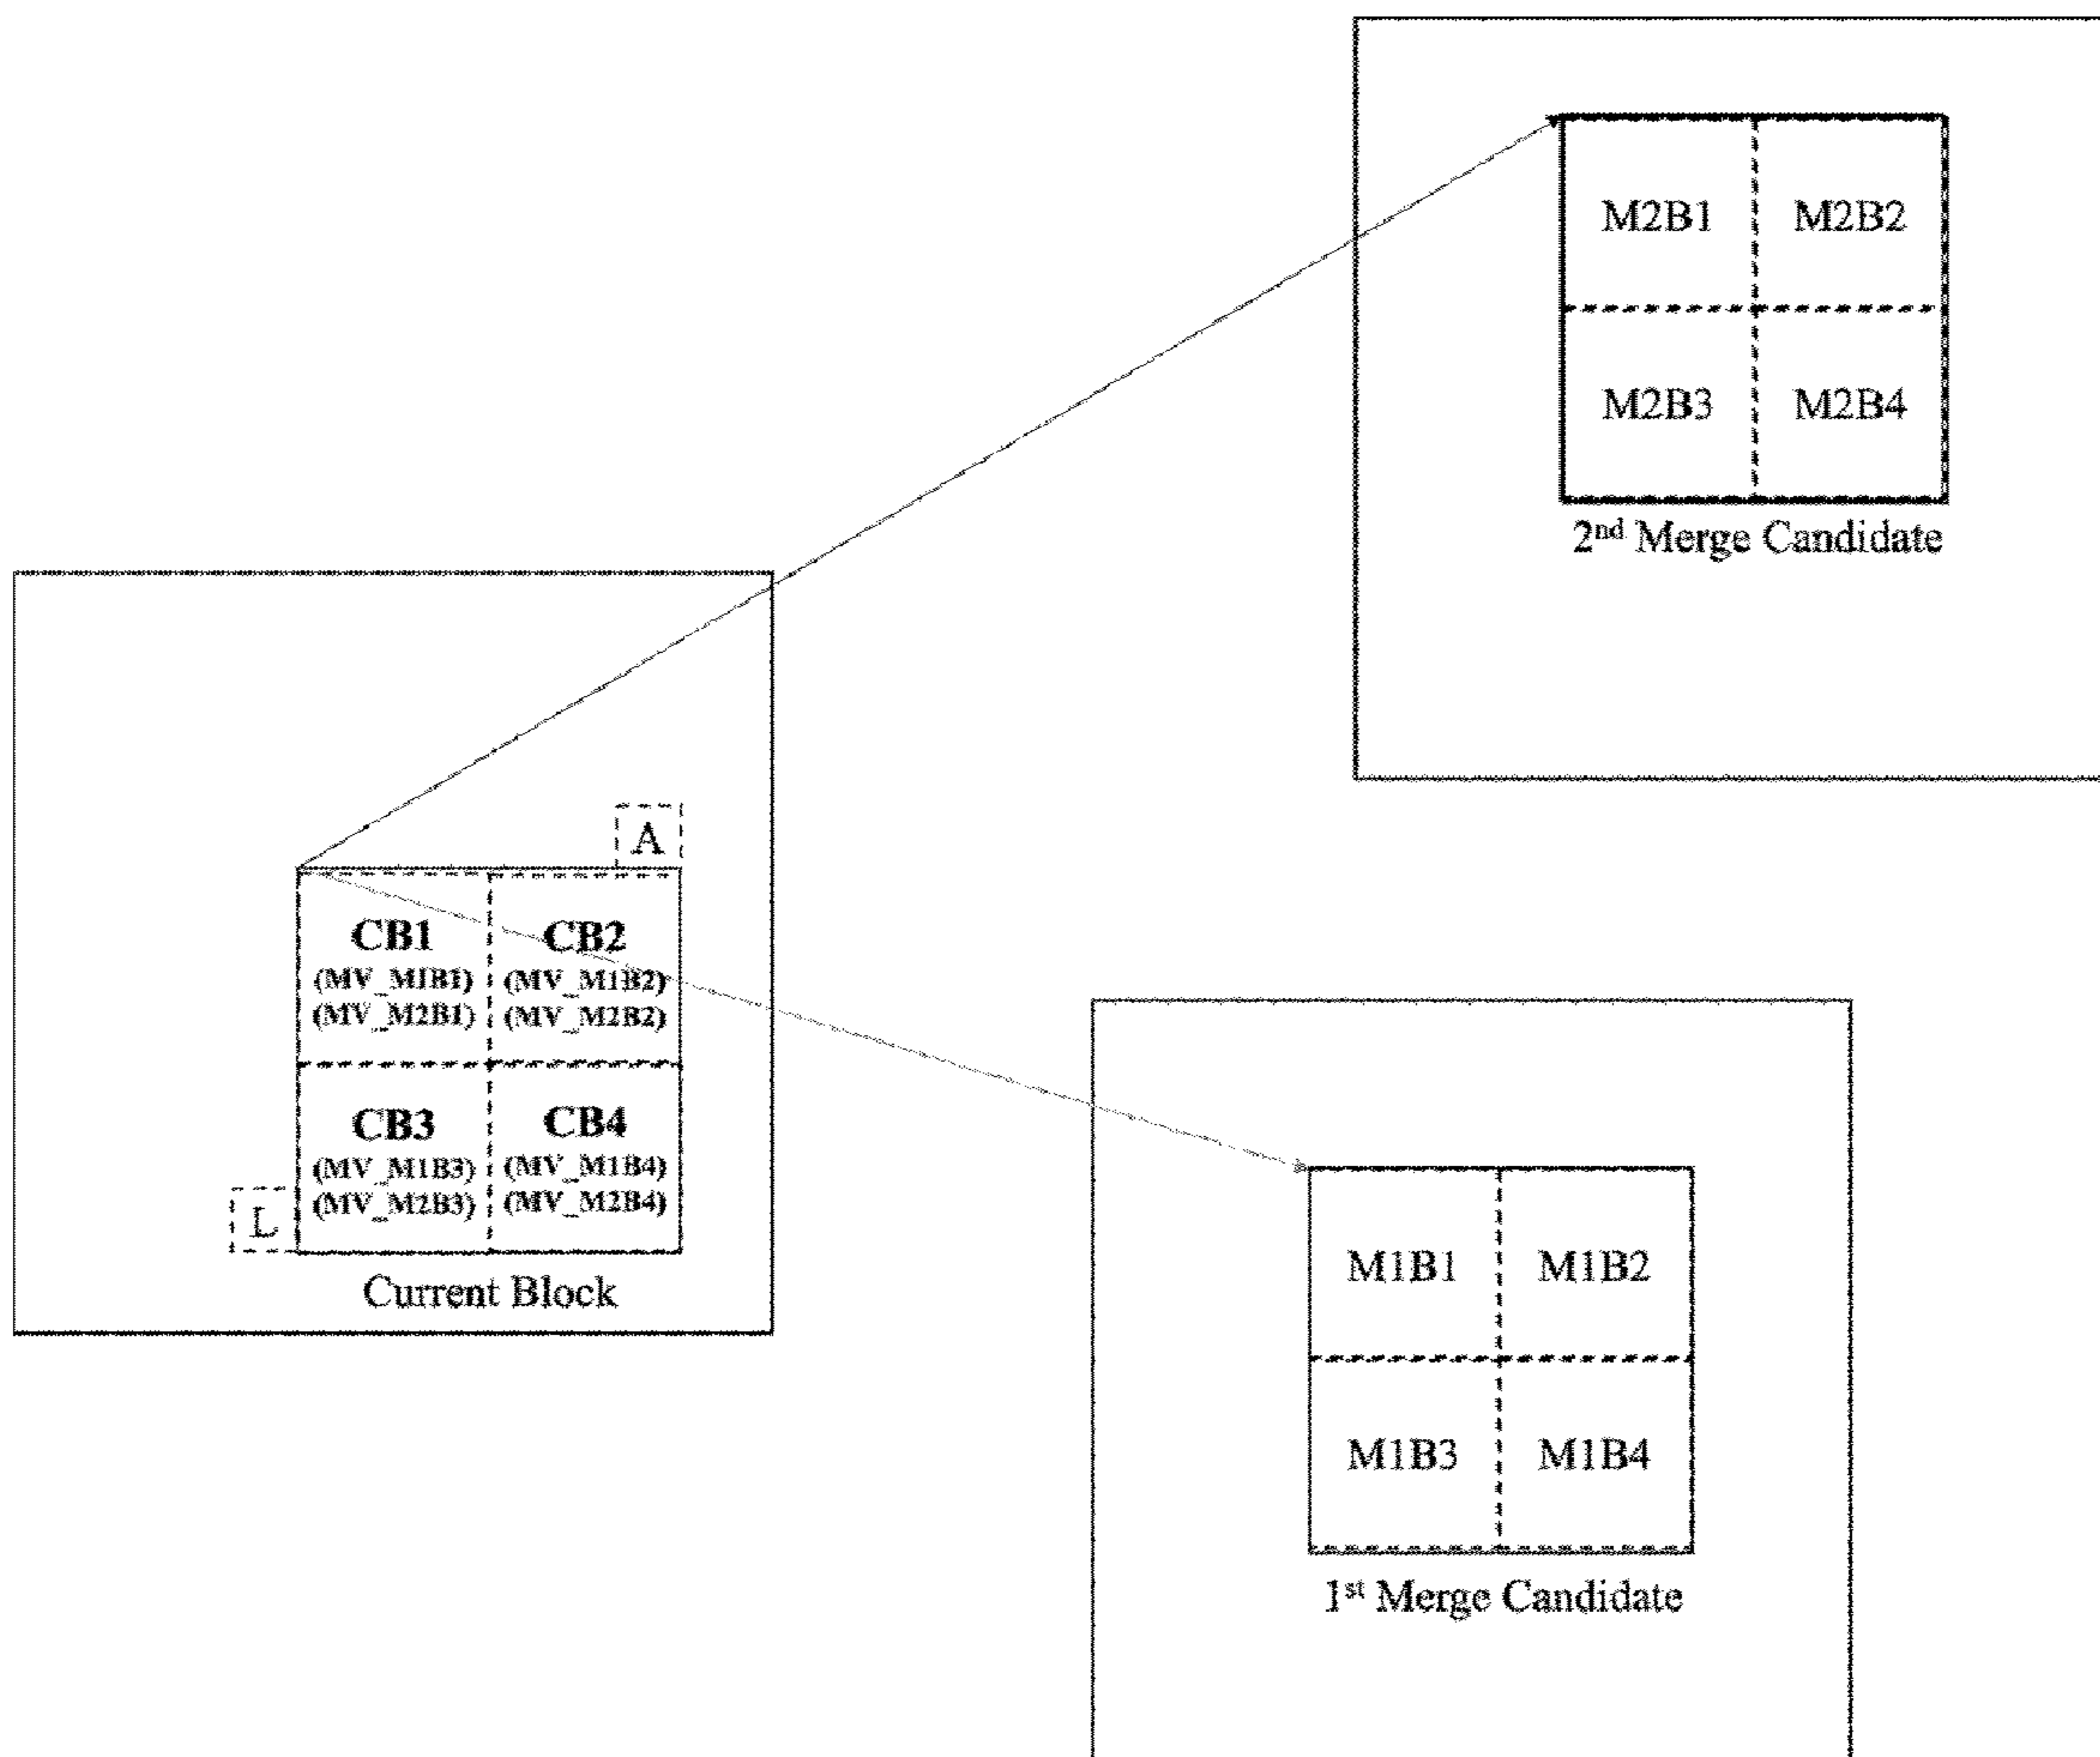 M2B1 M2B2
M2B3 M2B4
2nd Merge Candidate
A
CB1 CB2
(MV_M1B1) (MV_M1B2)
(MV_M2B1) (MV_M2B2)
CB3 CB4
(MV_M1B3) (MV_M1B4)
(MV_M2B3) (MV_M2B4)
L
Current Block
M1B1 M1B2
M1B3 M1B4
1st Merge Candidate